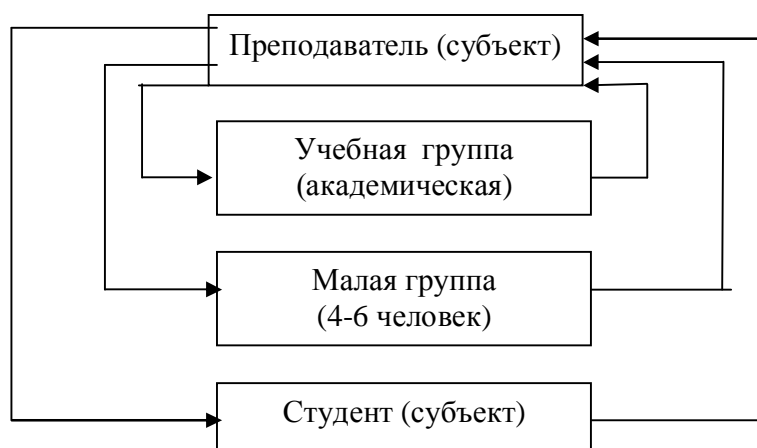 Преподаватель (субъект)
Учебная группа
(академическая)
Малая группа
(4-6 человек)
Студент (субъект)